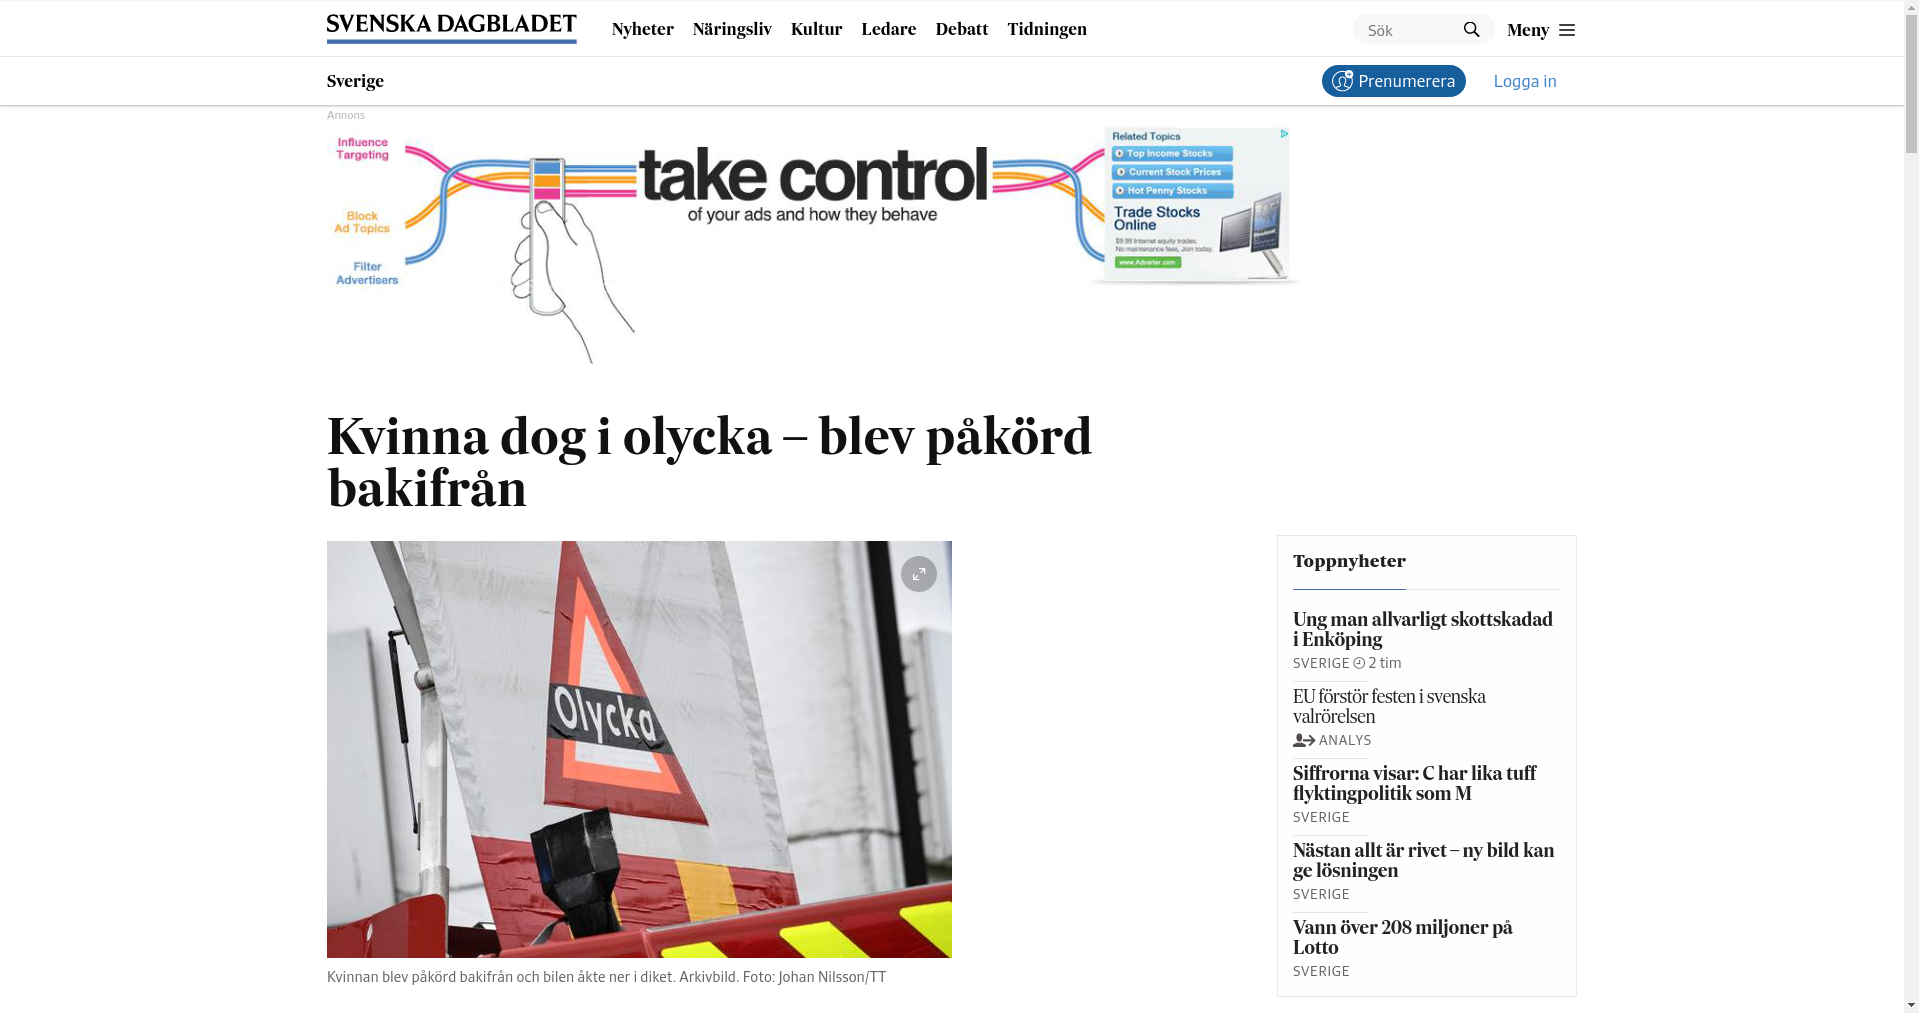 SVENSKA DAGBLADET
Nyheter Näringsliv Kultur Ledare Debatt Tidningen
Sök
Meny
Sverige
Prenumerera
Logga in
Annons
Influence
Targeting
Block
Ad Topics
Filter
Advertisers
take control
of your ads and how they behave
Related Topics
Top Income Stocks
Current Stock Prices
Hot Penny Stocks
Trade Stocks
Online
$9.99 Internet equity trades.
No maintenance fees, Join today.
www.Adverter.com
Kvinna dog i olycka – blev påkörd
bakifrån
Olycka
Kvinnan blev påkörd bakifrån och bilen åkte ner i diket. Arkivbild. Foto: Johan Nilsson/TT
Toppnyheter
Ung man allvarligt skottskadad
i Enköping
SVERIGE 2 tim
EU förstör festen i svenska
valrörelsen
ANALYS
Siffrorna visar: C har lika tuff
flyktingpolitik som M
SVERIGE
Nästan allt är rivet – ny bild kan
ge lösningen
SVERIGE
Vann över 208 miljoner på
Lotto
SVERIGE